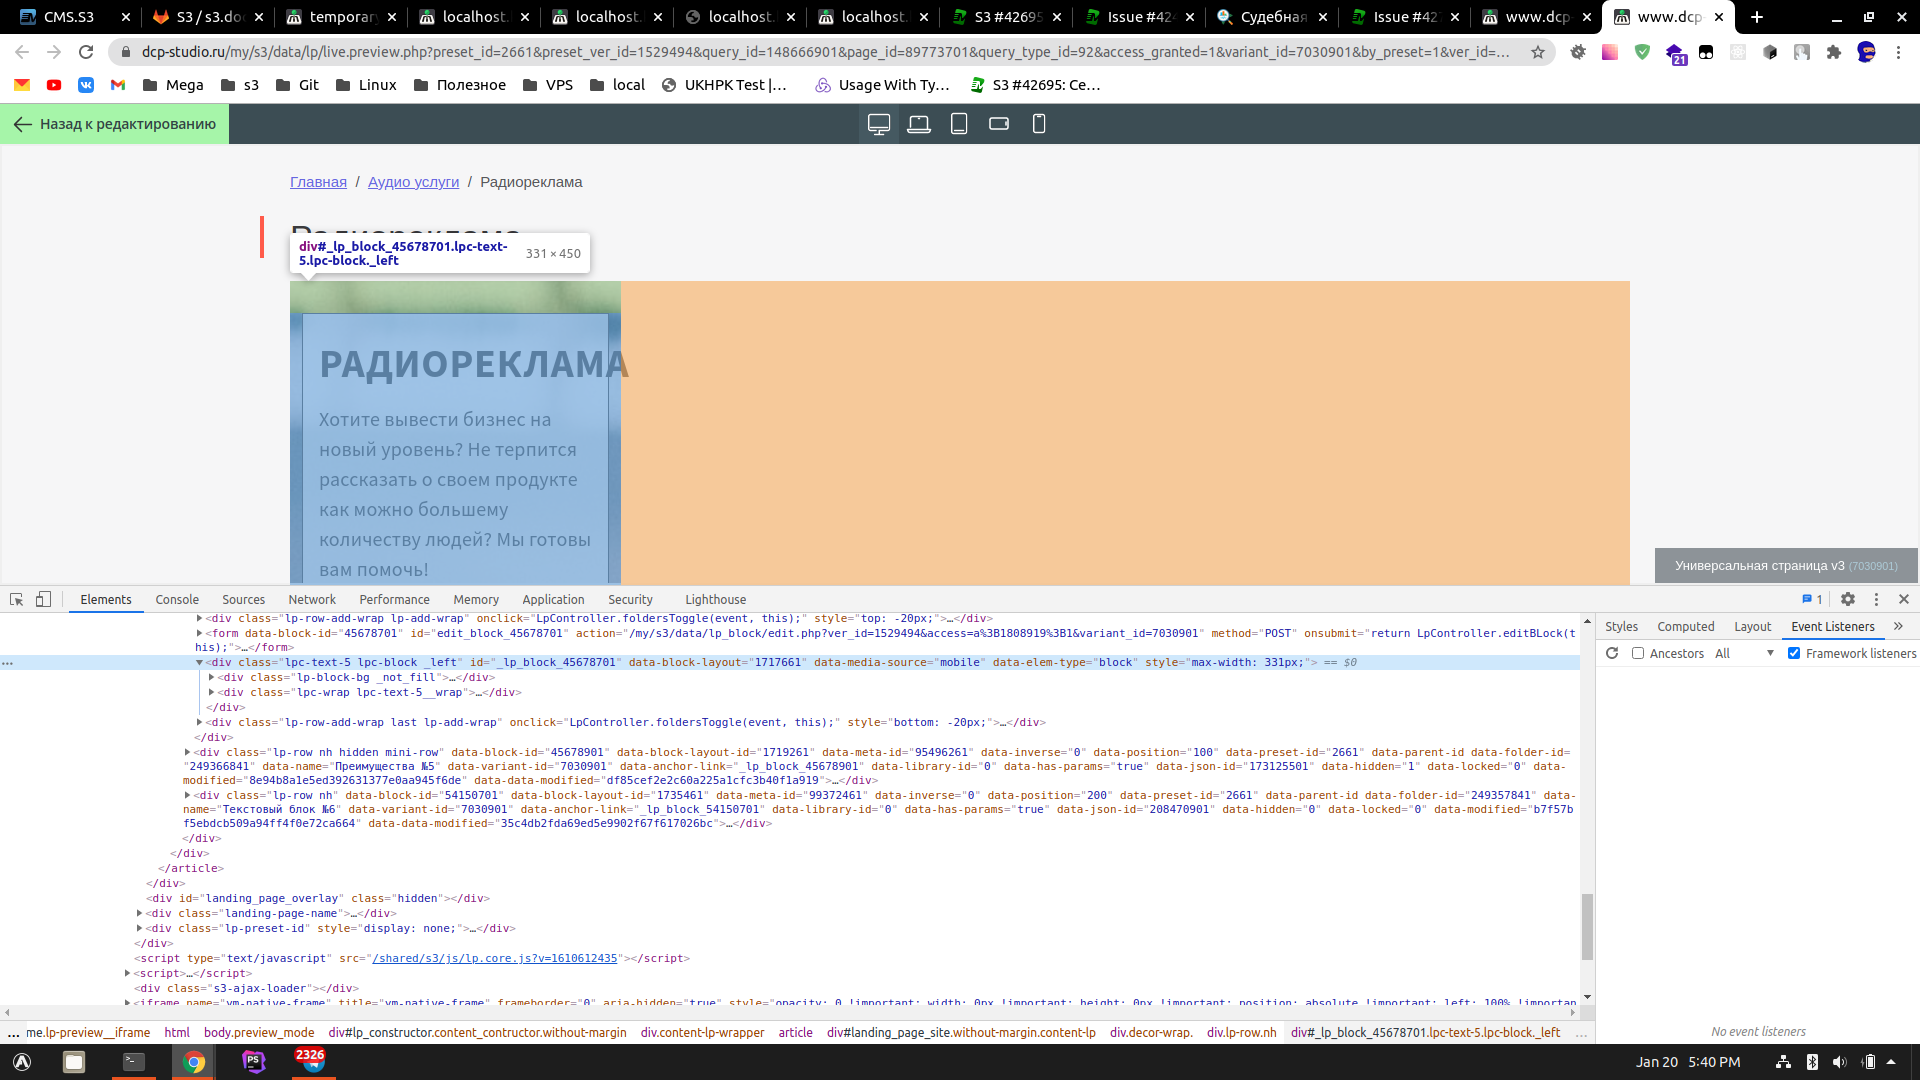 CMS.S3
S3 / s3.doc
temporary
localhost.
localhost.
localhost.
localhost.
S3 #42695
Issue #424
Судебная
Issue #427
www.dcp-
www.dcp-
dcp-studio.ru/my/s3/data/lp/live.preview.php?preset_id=2661&preset_ver_id=1529494&query_id=148666901&page_id=89773701&query_type_id=92&access_granted=1&variant_id=7030901&by_preset=1&ver_id=...
21
Mega
s3
Git
Linux
Полезное
VPS
local
UKHPK Test |...
Usage With Ty...
S3 #42695: Ce...
Назад к редактированию
Главная / Аудио услуги / Радиореклама
Радиореклама
div#_lp_block_45678701.lpc-text-
5.lpc-block._left
331 × 450
РАДИОРЕКЛАМА
Хотите вывести бизнес на
новый уровень? Не терпится
рассказать о своем продукте
как можно большему
количеству людей? Мы готовы
вам помочь!
Универсальная страница v3 (7030901)
Elements
Console
Sources
Network
Performance
Memory
Application
Security
Lighthouse
1
<div class="lp-row-add-wrap lp-add-wrap" onclick="LpController.foldersToggle(event, this);" style="top: -20px;">…</div>
<form data-block-id="45678701" id="edit_block_45678701" action="/my/s3/data/lp_block/edit.php?ver_id=1529494&access=a%3B1808919%3B1&variant_id=7030901" method="POST" onsubmit="return LpController.editBLock(t
his);">…</form>
<div class="lpc-text-5 lpc-block _left" id="_lp_block_45678701" data-block-layout="1717661" data-media-source="mobile" data-elem-type="block" style="max-width: 331px;"> == $0
<div class="lp-block-bg _not_fill">…</div>
<div class="lpc-wrap lpc-text-5__wrap">…</div>
</div>
<div class="lp-row-add-wrap last lp-add-wrap" onclick="LpController.foldersToggle(event, this);" style="bottom: -20px;">…</div>
</div>
<div class="lp-row nh hidden mini-row" data-block-id="45678901" data-block-layout-id="1719261" data-meta-id="95496261" data-inverse="0" data-position="100" data-preset-id="2661" data-parent-id data-folder-id=
"249366841" data-name="Преимущества №5" data-variant-id="7030901" data-anchor-link="_lp_block_45678901" data-library-id="0" data-has-params="true" data-json-id="173125501" data-hidden="1" data-locked="0" data-
modified="8e94b8a1e5ed392631377e0aa945f6de" data-data-modified="df85cef2e2c60a225a1cfc3b40f1a919">…</div>
<div class="lp-row nh" data-block-id="54150701" data-block-layout-id="1735461" data-meta-id="99372461" data-inverse="0" data-position="200" data-preset-id="2661" data-parent-id data-folder-id="249357841" data-
name="Текстовый блок №6" data-variant-id="7030901" data-anchor-link="_lp_block_54150701" data-library-id="0" data-has-params="true" data-json-id="208470901" data-hidden="0" data-locked="0" data-modified="b7f57b
f5ebdcb509a94ff4f0e72ca664" data-data-modified="35c4db2fda69ed5e9902f67f617026bc">…</div>
</div>
</div>
</article>
</div>
<div id="landing_page_overlay" class="hidden"></div>
<div class="landing-page-name">…</div>
<div class="lp-preset-id" style="display: none;">…</div>
</div>
<script type="text/javascript" src="/shared/s3/js/lp.core.js?v=1610612435"></script>
<script>…</script>
<div class="s3-ajax-loader"></div>
<iframe name="ym-native-frame" title="ym-native-frame" frameborder="0" aria-hidden="true" style="opacity: 0 !important; width: 0px !important; height: 0px !important; position: absolute !important; left: 100% !importan
Styles
Computed
Layout
Event Listeners
Ancestors
All
Framework listeners
No event listeners
... me.lp-preview__iframe html body.preview_mode div#lp_constructor.content_contructor.without-margin div.content-lp-wrapper article div#landing_page_site.without-margin.content-lp div.decor-wrap. div.lp-row.nh div#_lp_block_45678701.lpc-text-5.lpc-block._left ...
PS
2326
Jan 20 5:40 PM